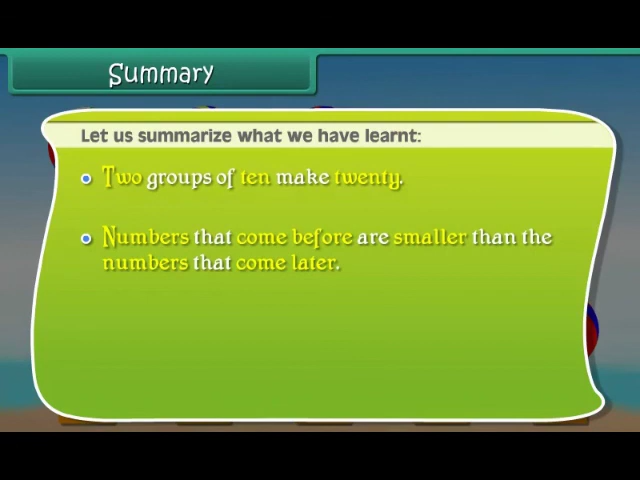 Summary
Let us summarize what we have learnt:
Two groups of ten make twenty.
Numbers that come before are smaller than the
numbers that come later.